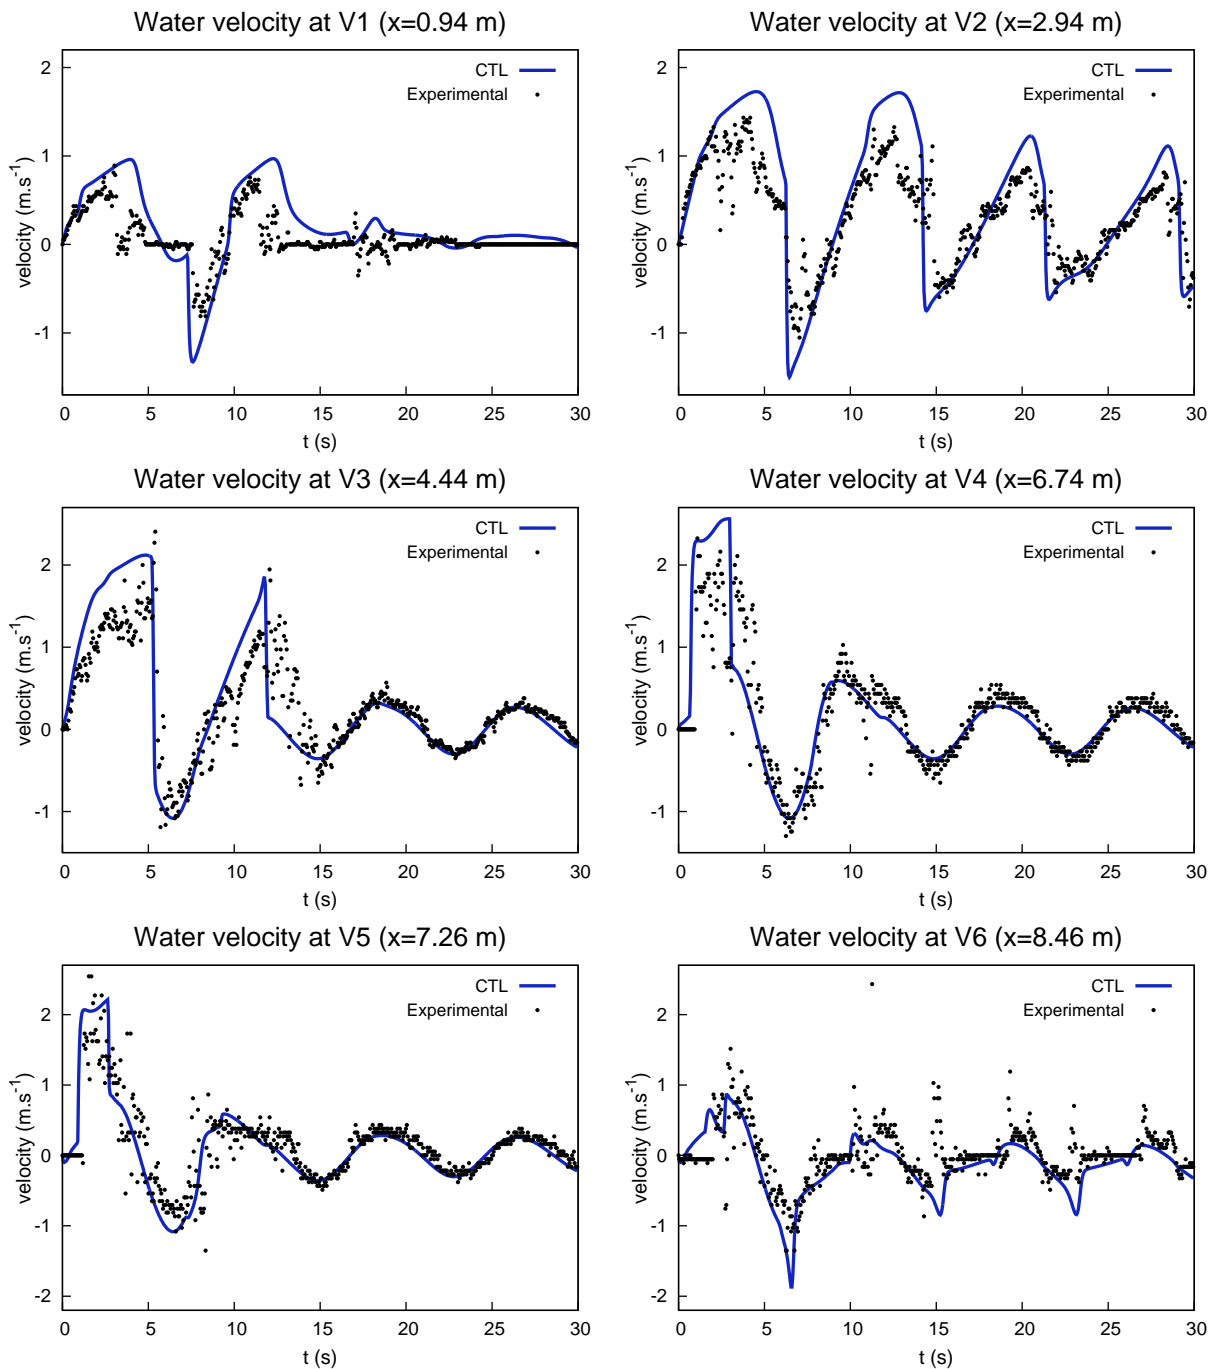 Water velocity at V1 (x=0.94 m)
velocity (m.s-1)
2
1
0
-1
CTL
Experimental
0 5 10 15 20 25 30
t (s)
Water velocity at V2 (x=2.94 m)
velocity (m.s-1)
2
1
0
-1
CTL
Experimental
0 5 10 15 20 25 30
t (s)
Water velocity at V3 (x=4.44 m)
velocity (m.s-1)
2
1
0
-1
CTL
Experimental
0 5 10 15 20 25 30
t (s)
Water velocity at V4 (x=6.74 m)
velocity (m.s-1)
2
1
0
-1
CTL
Experimental
0 5 10 15 20 25 30
t (s)
Water velocity at V5 (x=7.26 m)
velocity (m.s-1)
2
1
0
-1
-2
CTL
Experimental
0 5 10 15 20 25 30
t (s)
Water velocity at V6 (x=8.46 m)
velocity (m.s-1)
2
1
0
-1
-2
CTL
Experimental
0 5 10 15 20 25 30
t (s)